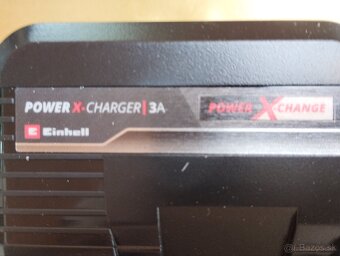 POWER X-CHARGER | 3A
POWER X-CHANGE
E Einhell
© Bazos.sk